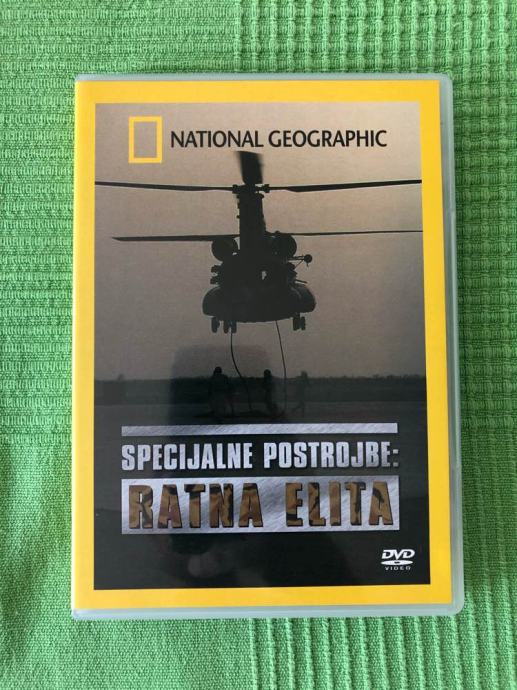 NATIONAL GEOGRAPHIC
SPECIJALNE POSTROJBE:
RATNA ELITA
DVD
VIDEO